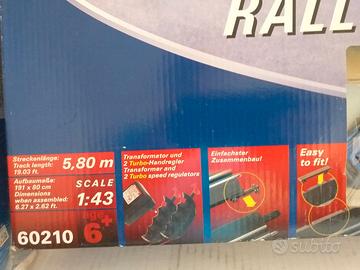 RALL
Streckenlänge:
Track length:
19.03 ft.
5,80 m
Aufbaumaße:
191 x 80 cm
Dimensions
when assembled:
6.27 x 2.62 ft.
SCALE
1:43
60210
age
6+
Transformator und
2 Turbo-Handregler
Transformer and
2 Turbo speed regulators
Einfachster
Zusammenbau!
Easy
to fit!
subito